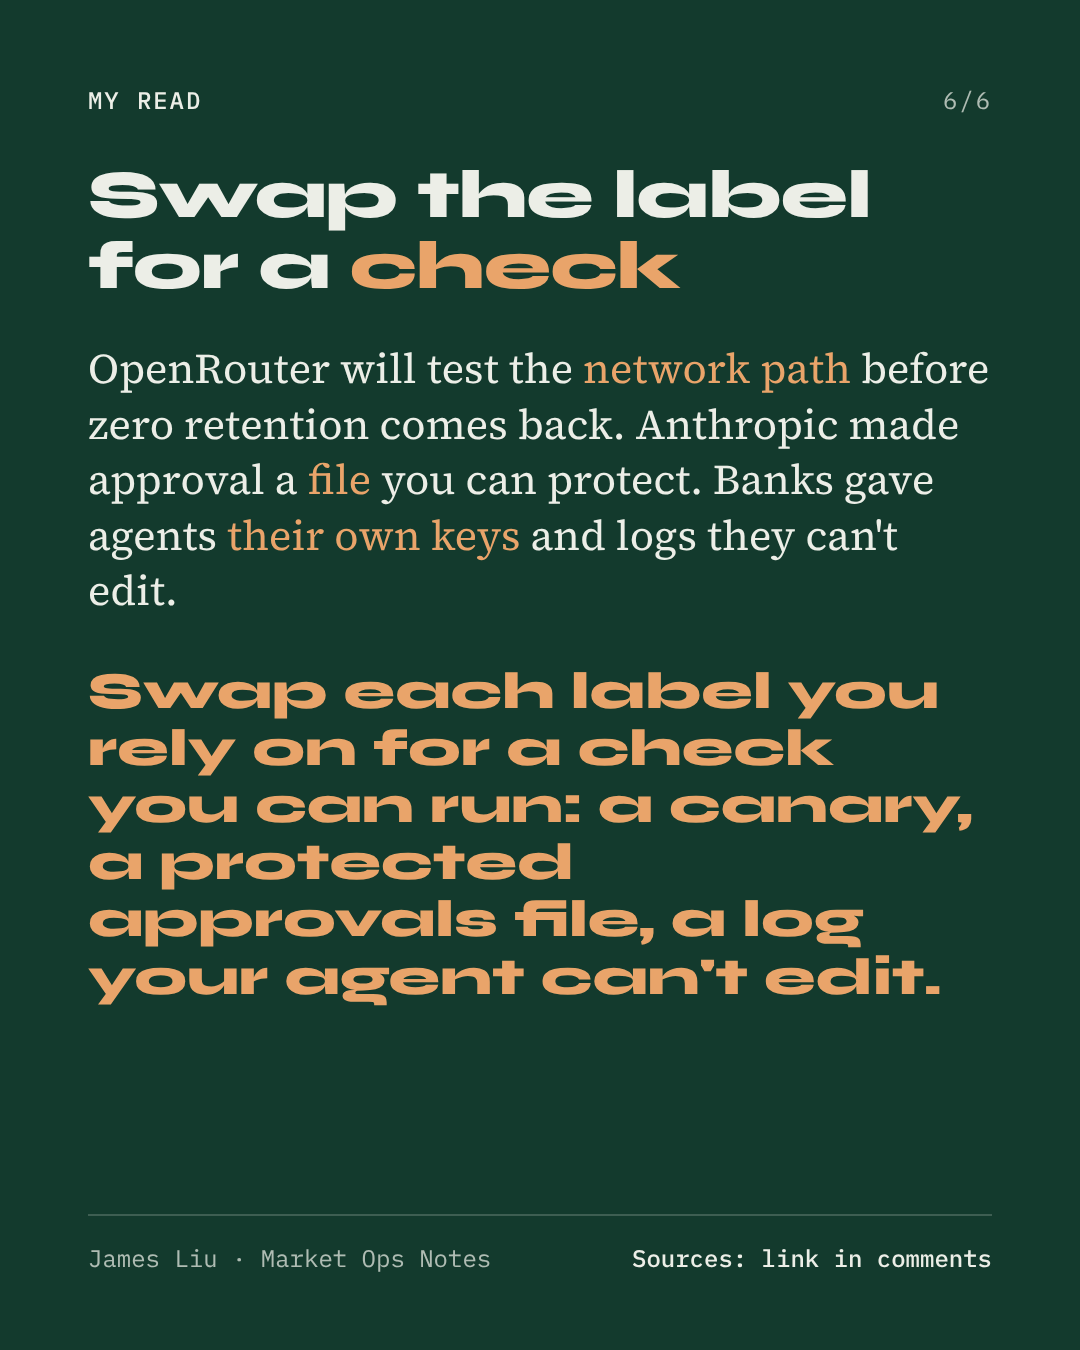 MY READ
6/6
Swap the label
for a check
OpenRouter will test the network path before
zero retention comes back. Anthropic made
approval a file you can protect. Banks gave
agents their own keys and logs they can't
edit.
Swap each label you
rely on for a check
you can run: a canary,
a protected
approvals file, a log
your agent can't edit.
James Liu · Market Ops Notes
Sources: link in comments